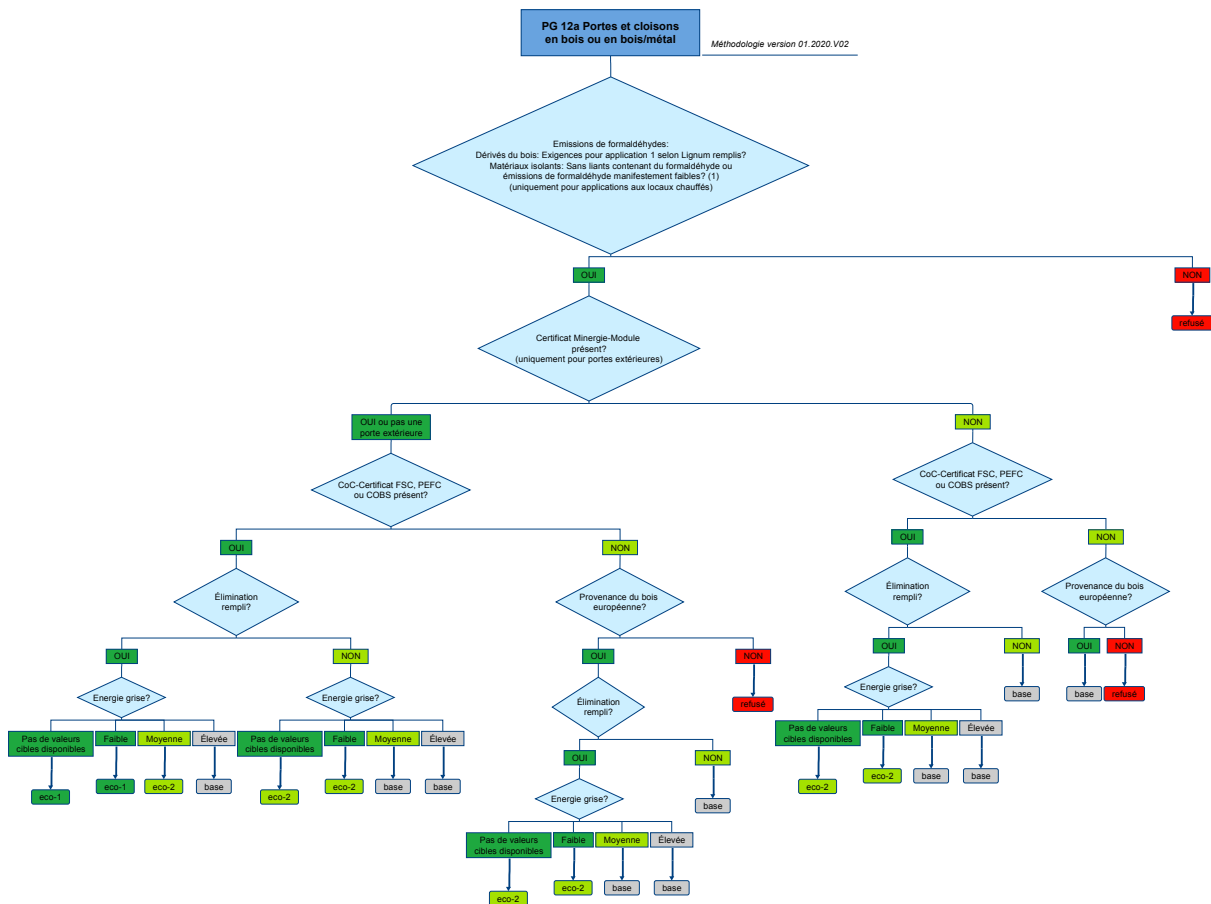 PG 12a Portes et cloisons
en bois ou en bois/métal
Méthodologie version 01.2020.V02
Emissions de formaldéhydes:
Dérivés du bois: Exigences pour application 1 selon Lignum remplis?
Matériaux isolants: Sans liants contenant du formaldéhyde ou
émissions de formaldéhyde manifestement faibles? (1)
(uniquement pour applications aux locaux chauffés)
OUI
NON
refusé
Certificat Minergie-Module
présent?
(uniquement pour portes extérieures)
OUI ou pas une
porte extérieure
NON
CoC-Certificat FSC, PEFC
ou COBS présent?
CoC-Certificat FSC, PEFC
ou COBS présent?
OUI
NON
OUI
NON
Élimination
rempli?
Provenance du bois
européenne?
Élimination
rempli?
Provenance du bois
européenne?
OUI
NON
OUI
NON
OUI
NON
OUI
NON
Energie grise?
Energie grise?
Élimination
rempli?
refusé
Energie grise?
base
base
refusé
Pas de valeurs
cibles disponibles
Faible
Moyenne
Élevée
Pas de valeurs
cibles disponibles
Faible
Moyenne
Élevée
OUI
NON
Pas de valeurs
cibles disponibles
Faible
Moyenne
Élevée
eco-1
eco-1
eco-2
base
eco-2
eco-2
base
base
Energie grise?
base
eco-2
eco-2
base
base
Pas de valeurs
cibles disponibles
Faible
Moyenne
Élevée
eco-2
eco-2
base
base